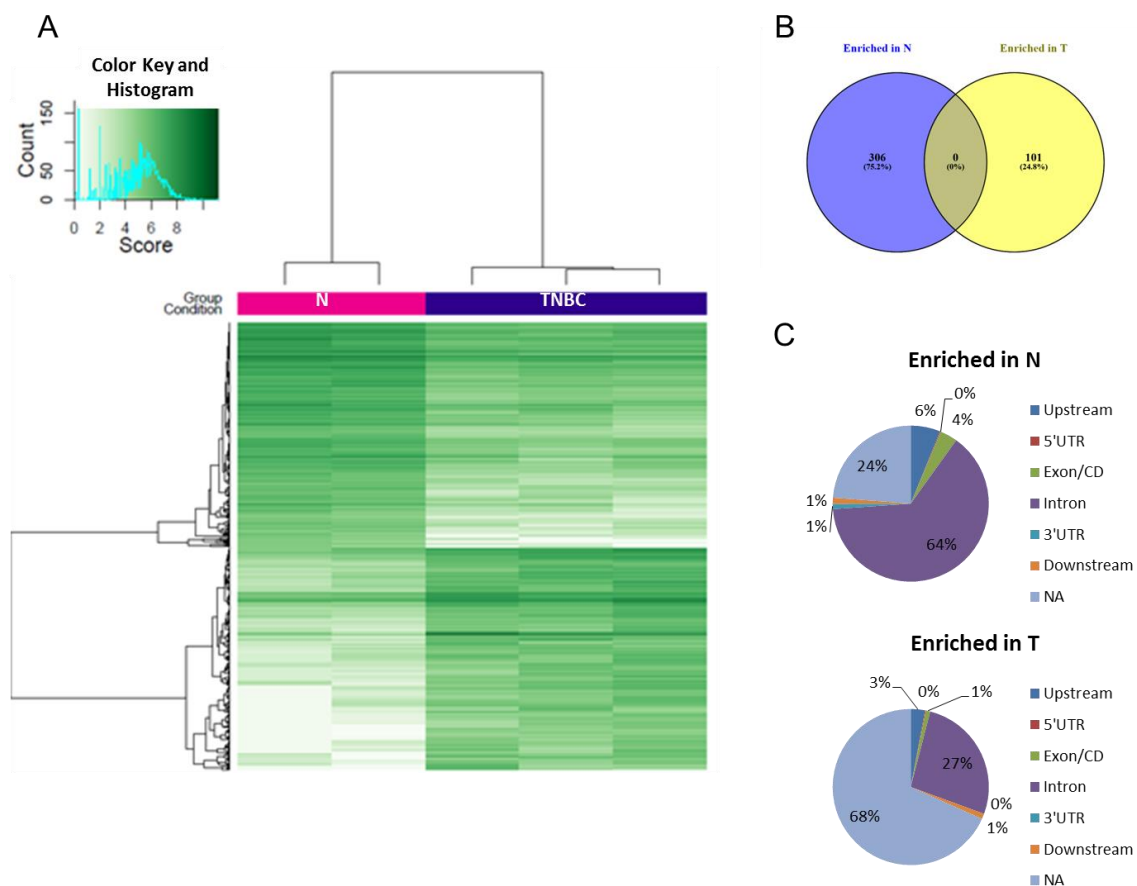 A
Color Key and
Histogram
Count
0
50
150
0 2 4 6 8
Score
Group
Condition
N
TNBC
B
Enriched in N
Enriched in T
306
(75.2%)
0
(0%)
101
(24.8%)
C
Enriched in N
0%
6%
4%
24%
1%
1%
64%
Upstream
5'UTR
Exon/CD
Intron
3'UTR
Downstream
NA
Enriched in T
3%
0%
1%
27%
0%
1%
68%
Upstream
5'UTR
Exon/CD
Intron
3'UTR
Downstream
NA